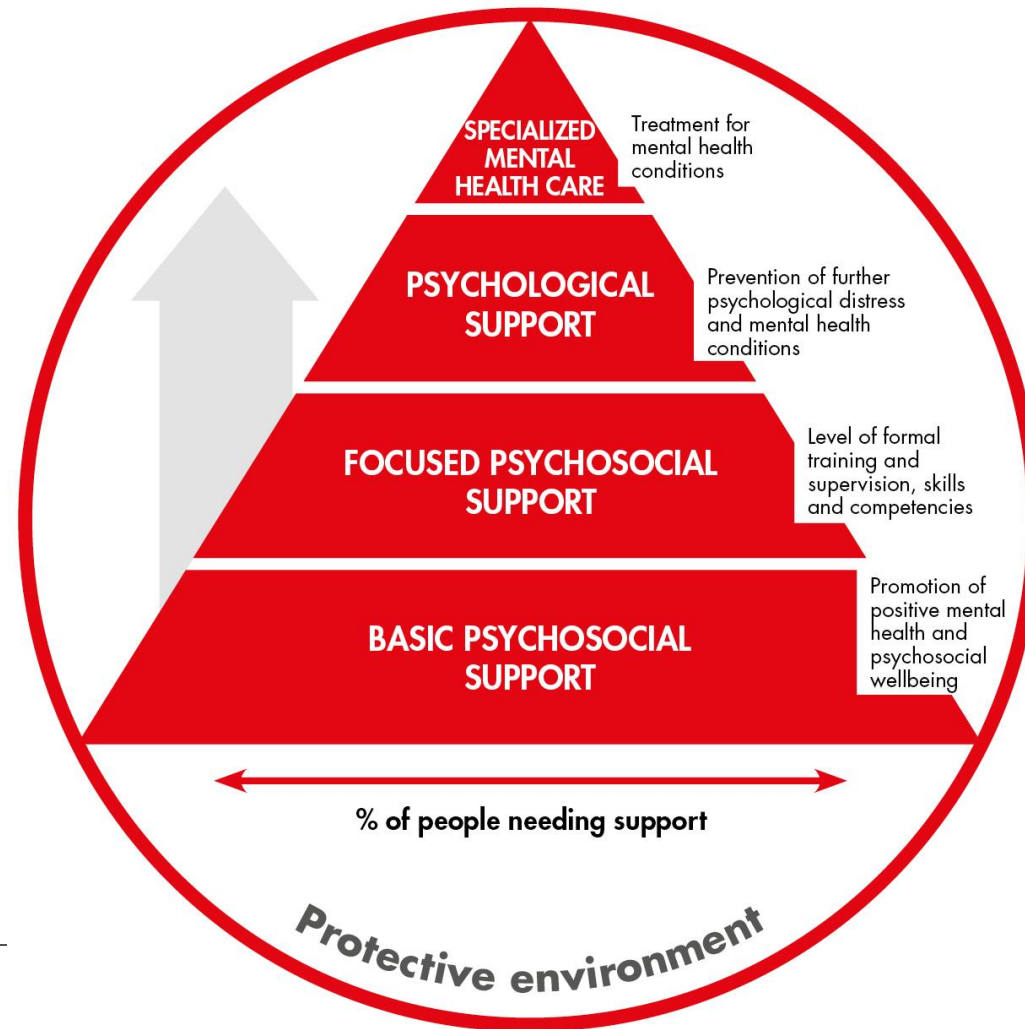 SPECIALIZED
MENTAL
HEALTH CARE
Treatment for
mental health
conditions
PSYCHOLOGICAL
SUPPORT
Prevention of further
psychological distress
and mental health
conditions
FOCUSED PSYCHOSOCIAL
SUPPORT
Level of formal
training and
supervision, skills
and competencies
BASIC PSYCHOSOCIAL
SUPPORT
Promotion of
positive mental
health and
psychosocial
wellbeing
% of people needing support
Protective environment